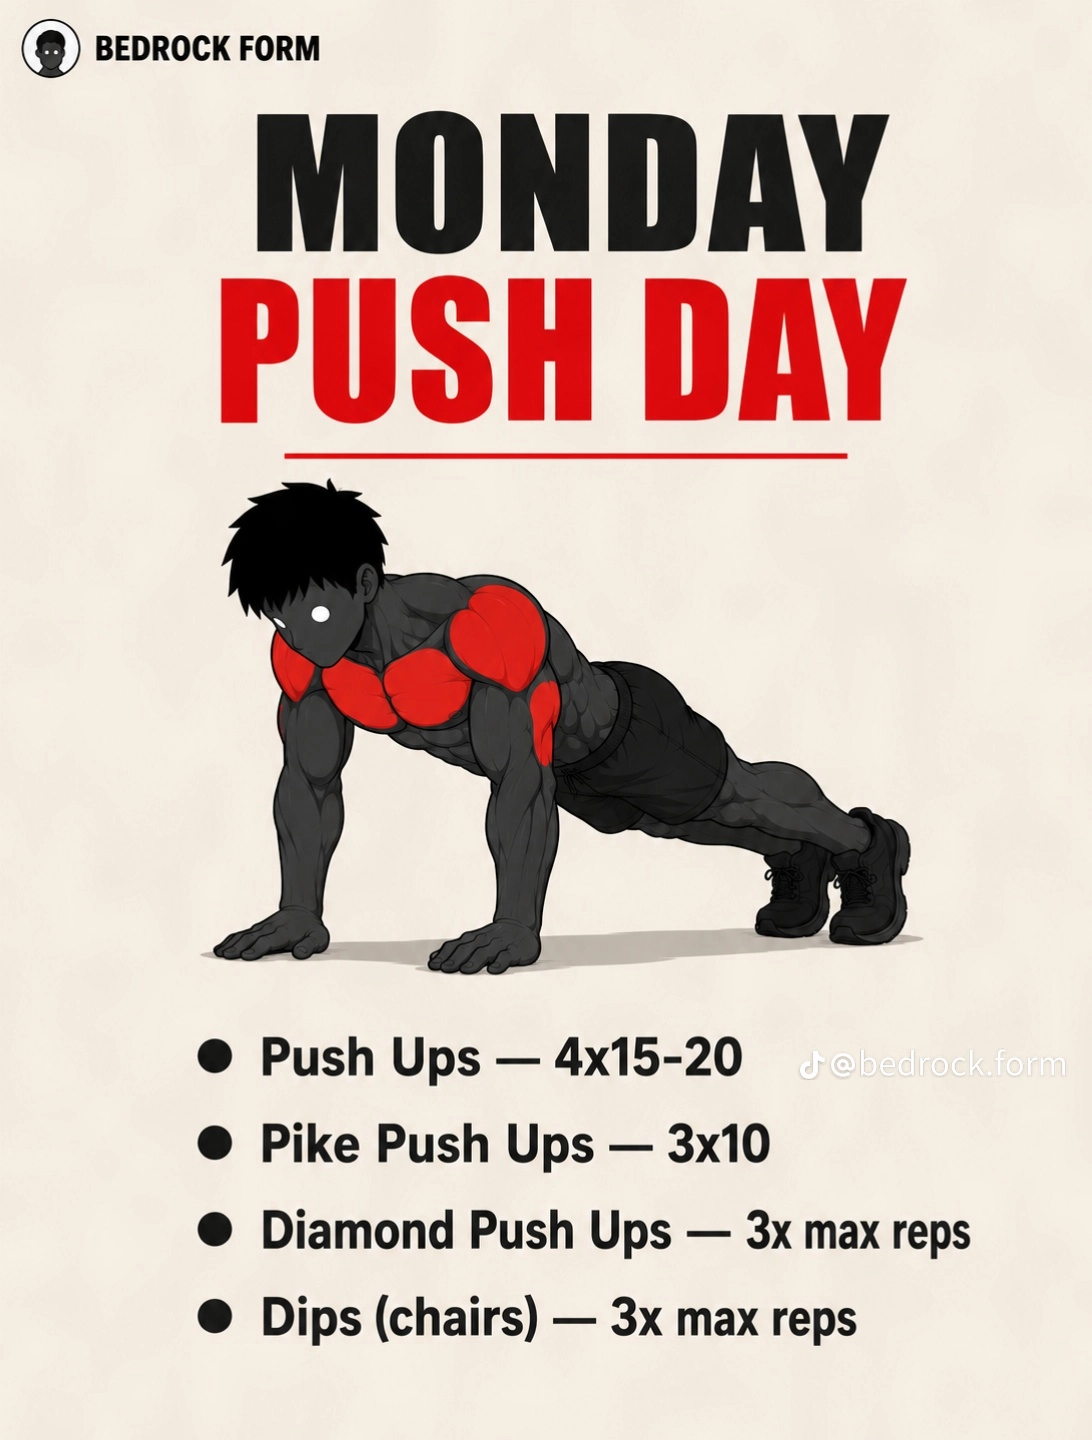 BEDROCK FORM
MONDAY
PUSH DAY
● Push Ups — 4x15-20
@bedrock.form
● Pike Push Ups — 3x10
● Diamond Push Ups — 3x max reps
● Dips (chairs) — 3x max reps